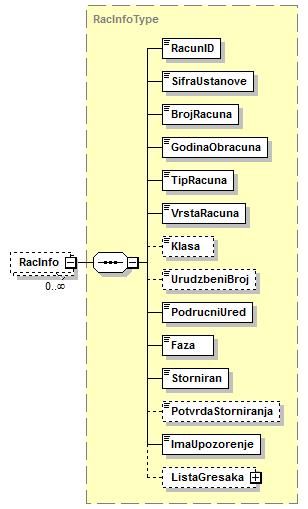 RacInfoType
RacunID
SifraUstanove
BrojRacuna
GodinaObracuna
TipRacuna
VrstaRacuna
Klasa
RacInfo
0..∞
UrudzbeniBroj
PodrucniUred
Faza
Storniran
PotvrdaStorniranja
ImaUpozorenje
ListaGresaka